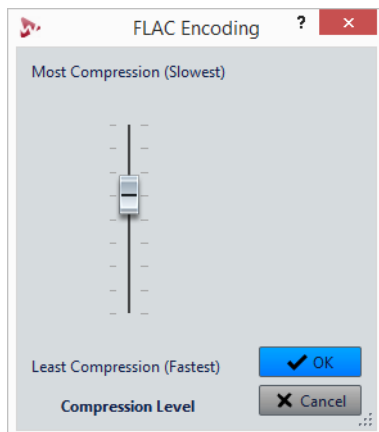 FLAC Encoding
?
Most Compression (Slowest)
Least Compression (Fastest)
OK
Compression Level
Cancel